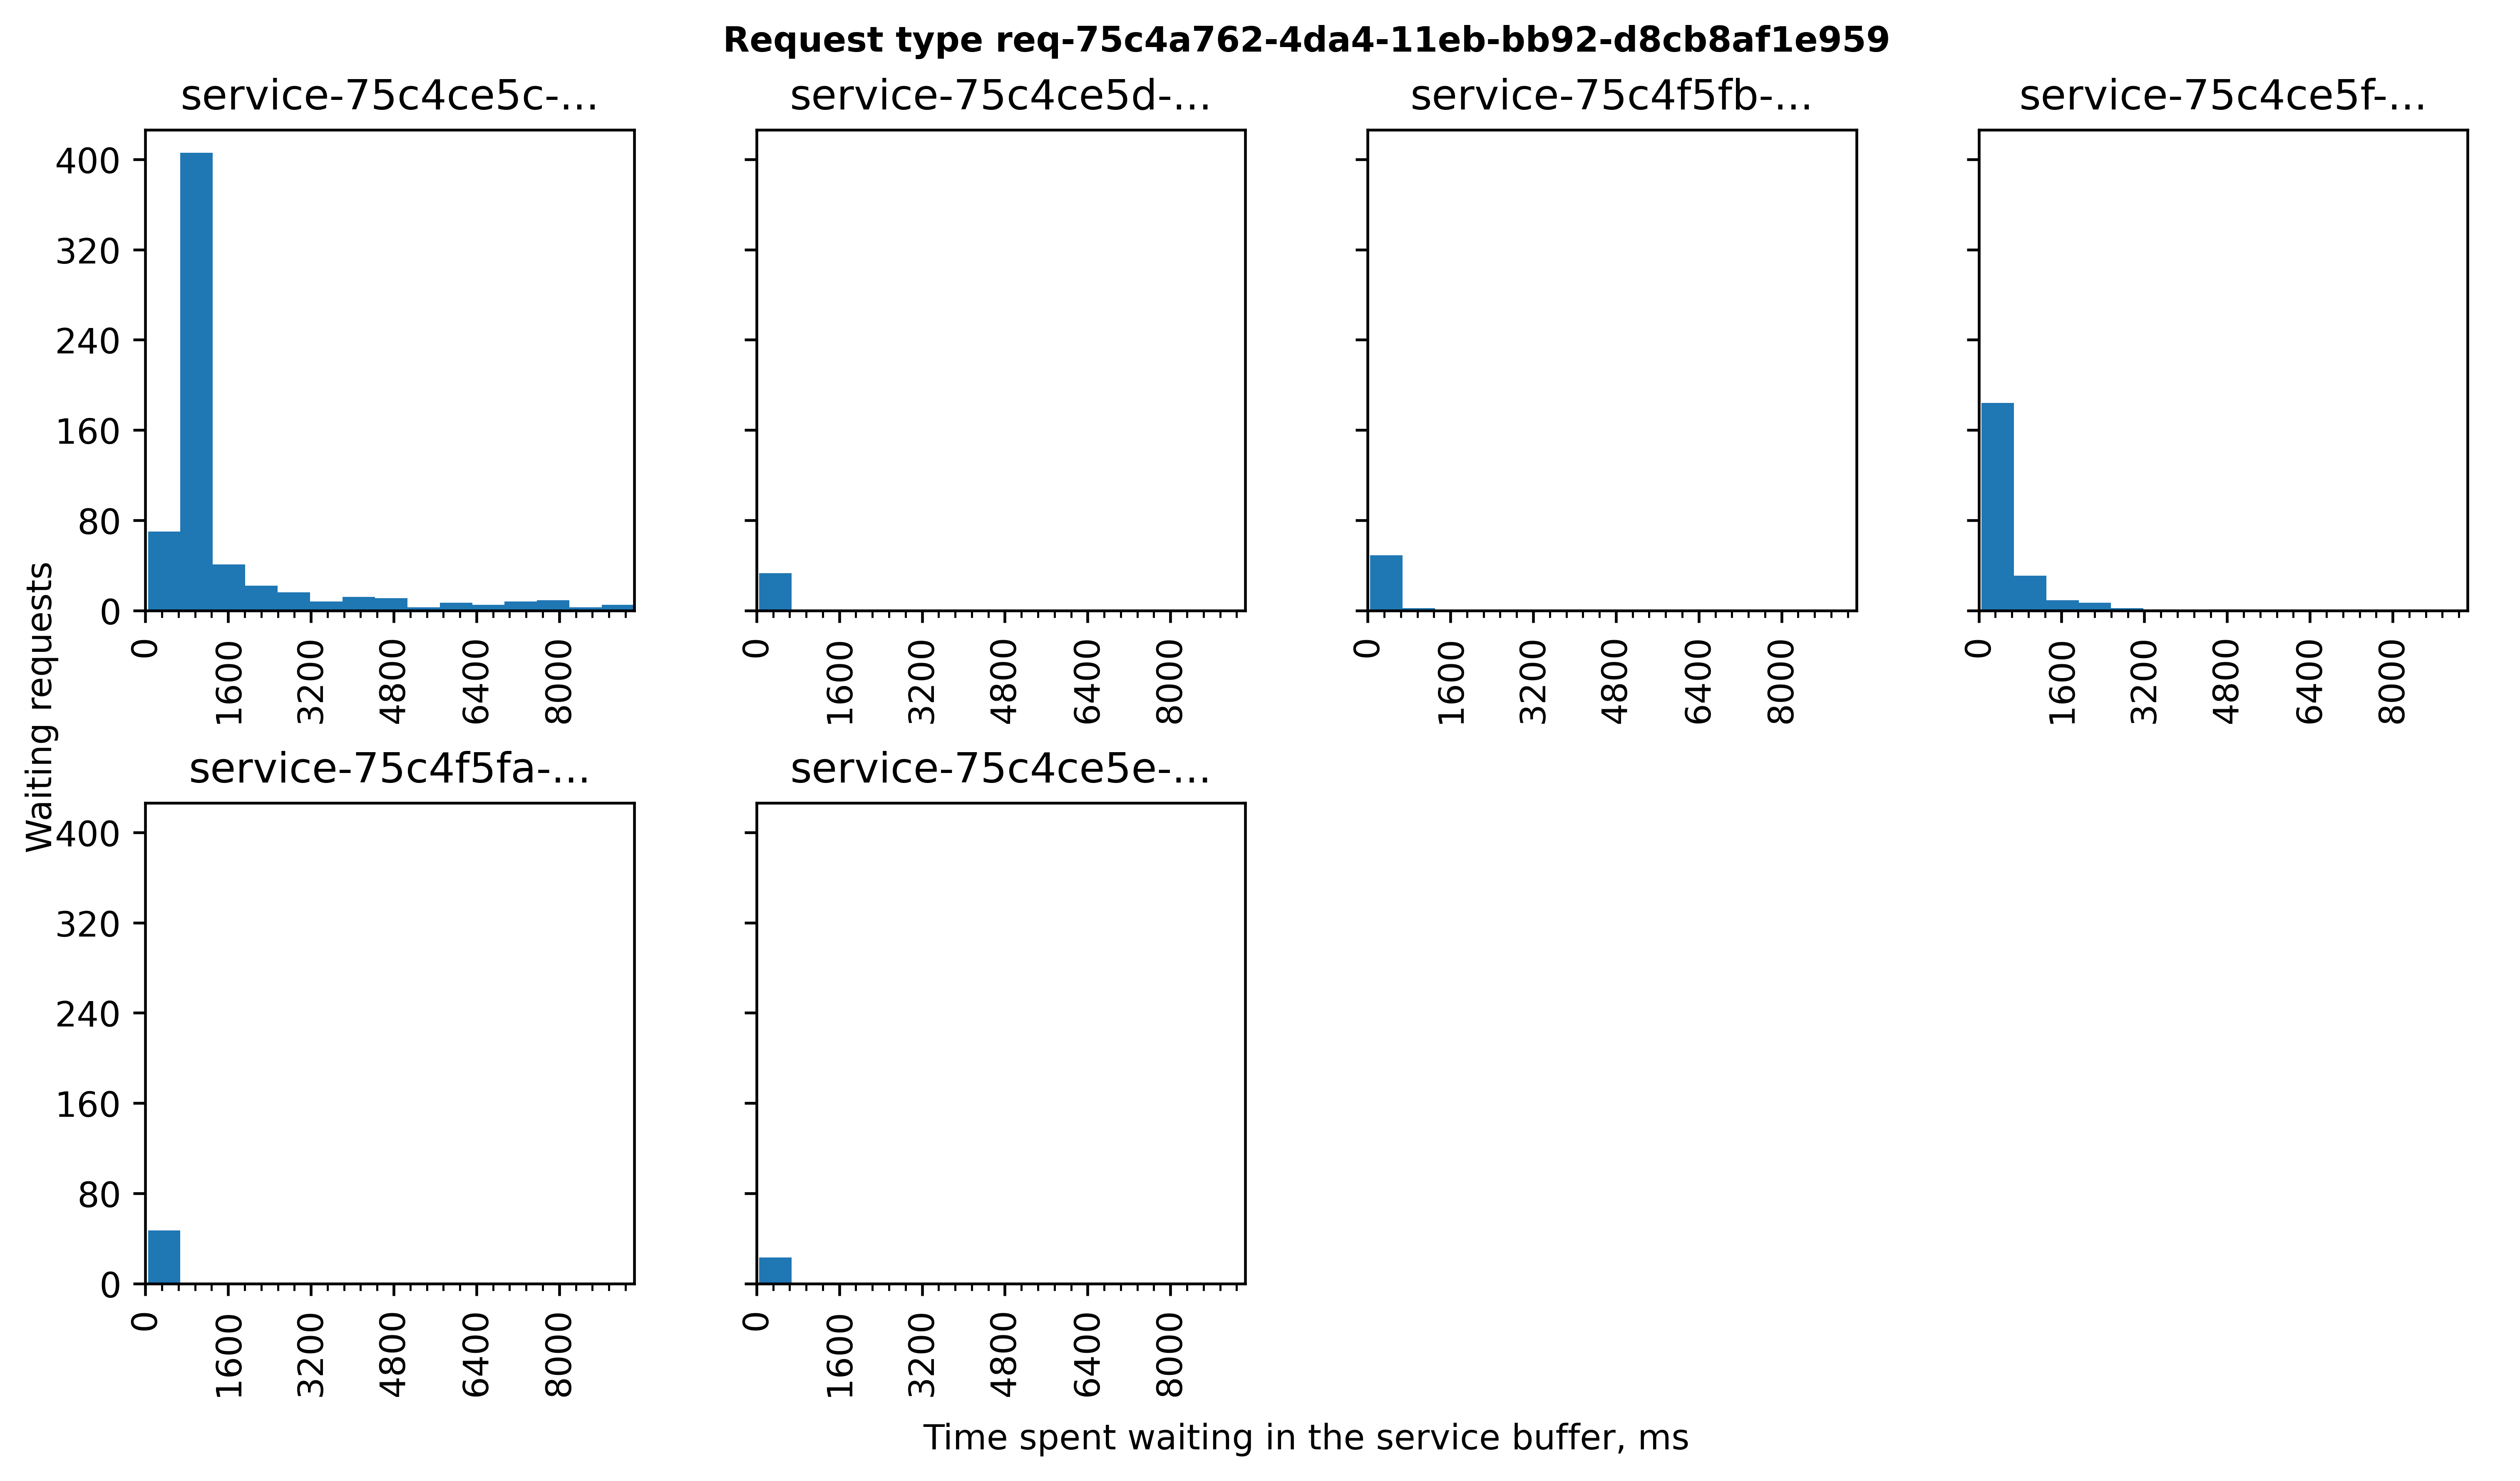 Request type req-75c4a762-4da4-11eb-bb92-d8cb8af1e959
service-75c4ce5c-...
service-75c4ce5d-...
service-75c4f5fb-...
service-75c4ce5f-...
400
320
240
160
80
0
0 1600 3200 4800 6400 8000
0 1600 3200 4800 6400 8000
0 1600 3200 4800 6400 8000
0 1600 3200 4800 6400 8000
Waiting requests
service-75c4f5fa-...
service-75c4ce5e-...
400
320
240
160
80
0
0 1600 3200 4800 6400 8000
0 1600 3200 4800 6400 8000
Time spent waiting in the service buffer, ms